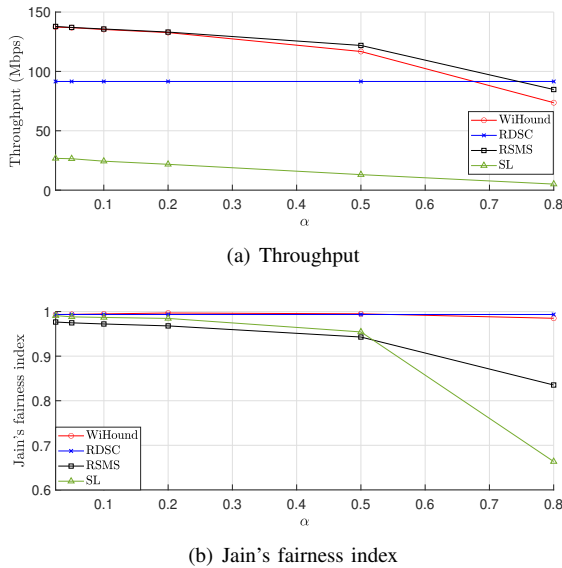 150
100
50
0
Throughput (Mbps)
WiHound
RDSC
RSMS
SL
0.1 0.2 0.3 0.4 0.5 0.6 0.7 0.8
α
(a) Throughput
1
0.9
0.8
0.7
0.6
Jain's fairness index
WiHound
RDSC
RSMS
SL
0.1 0.2 0.3 0.4 0.5 0.6 0.7 0.8
α
(b) Jain's fairness index